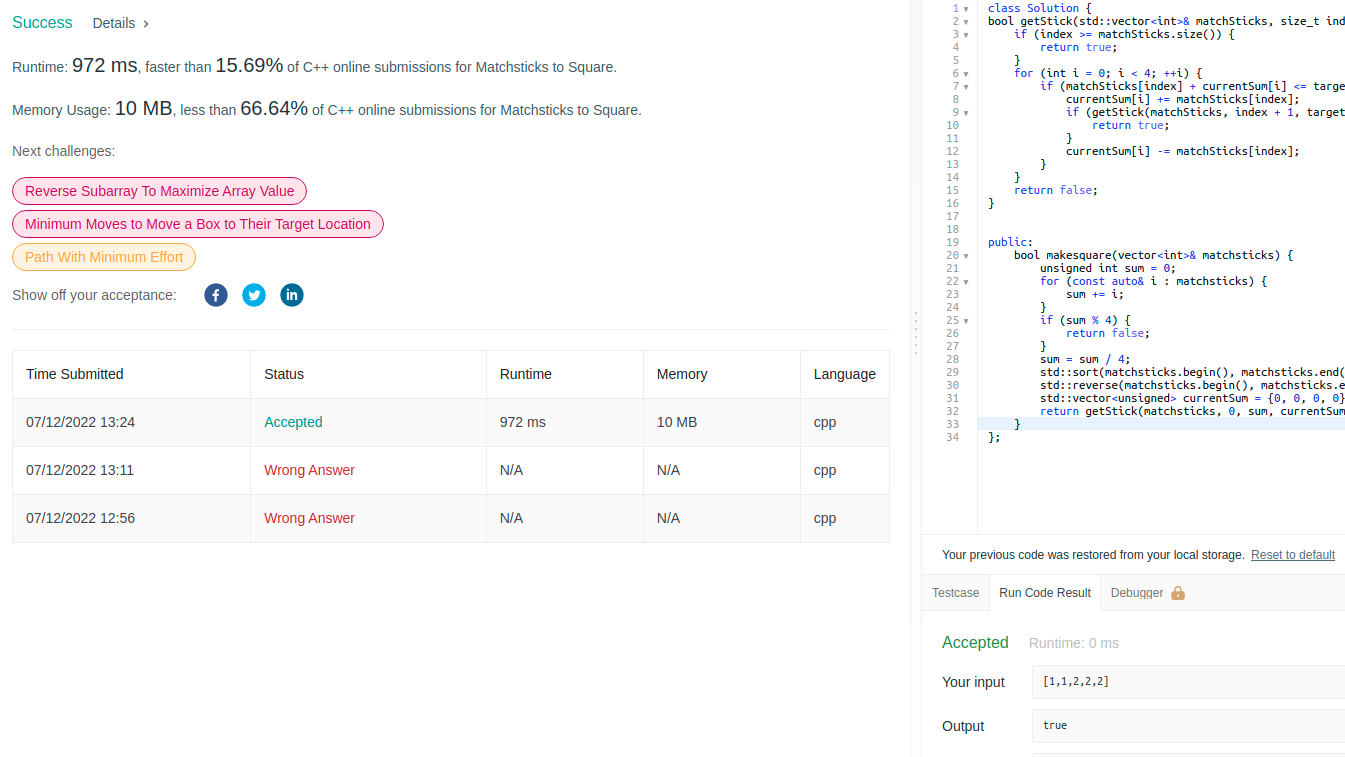 Success Details ›
Runtime: 972 ms, faster than 15.69% of C++ online submissions for Matchsticks to Square.
Memory Usage: 10 MB, less than 66.64% of C++ online submissions for Matchsticks to Square.
Next challenges:
Reverse Subarray To Maximize Array Value
Minimum Moves to Move a Box to Their Target Location
Path With Minimum Effort
Show off your acceptance:
Time Submitted Status Runtime Memory Language
07/12/2022 13:24 Accepted 972 ms 10 MB cpp
07/12/2022 13:11 Wrong Answer N/A N/A cpp
07/12/2022 12:56 Wrong Answer N/A N/A cpp
1 class Solution {
2 bool getStick(std::vector<int>& matchSticks, size_t ind
3 if (index >= matchSticks.size()) {
4 return true;
5 }
6 for (int i = 0; i < 4; ++i) {
7 if (matchSticks[index] + currentSum[i] <= targe
8 currentSum[i] += matchSticks[index];
9 if (getStick(matchSticks, index + 1, target
10 return true;
11 }
12 currentSum[i] -= matchSticks[index];
13 }
14 }
15 return false;
16 }
17
18
19 public:
20 bool makesquare(vector<int>& matchsticks) {
21 unsigned int sum = 0;
22 for (const auto& i : matchsticks) {
23 sum += i;
24 }
25 if (sum % 4) {
26 return false;
27 }
28 sum = sum / 4;
29 std::sort(matchsticks.begin(), matchsticks.end(
30 std::reverse(matchsticks.begin(), matchsticks.e
31 std::vector<unsigned> currentSum = {0, 0, 0, 0}
32 return getStick(matchsticks, 0, sum, currentSum
33 }
34 };
Your previous code was restored from your local storage. Reset to default
Testcase Run Code Result Debugger
Accepted Runtime: 0 ms
Your input [1,1,2,2,2]
Output true